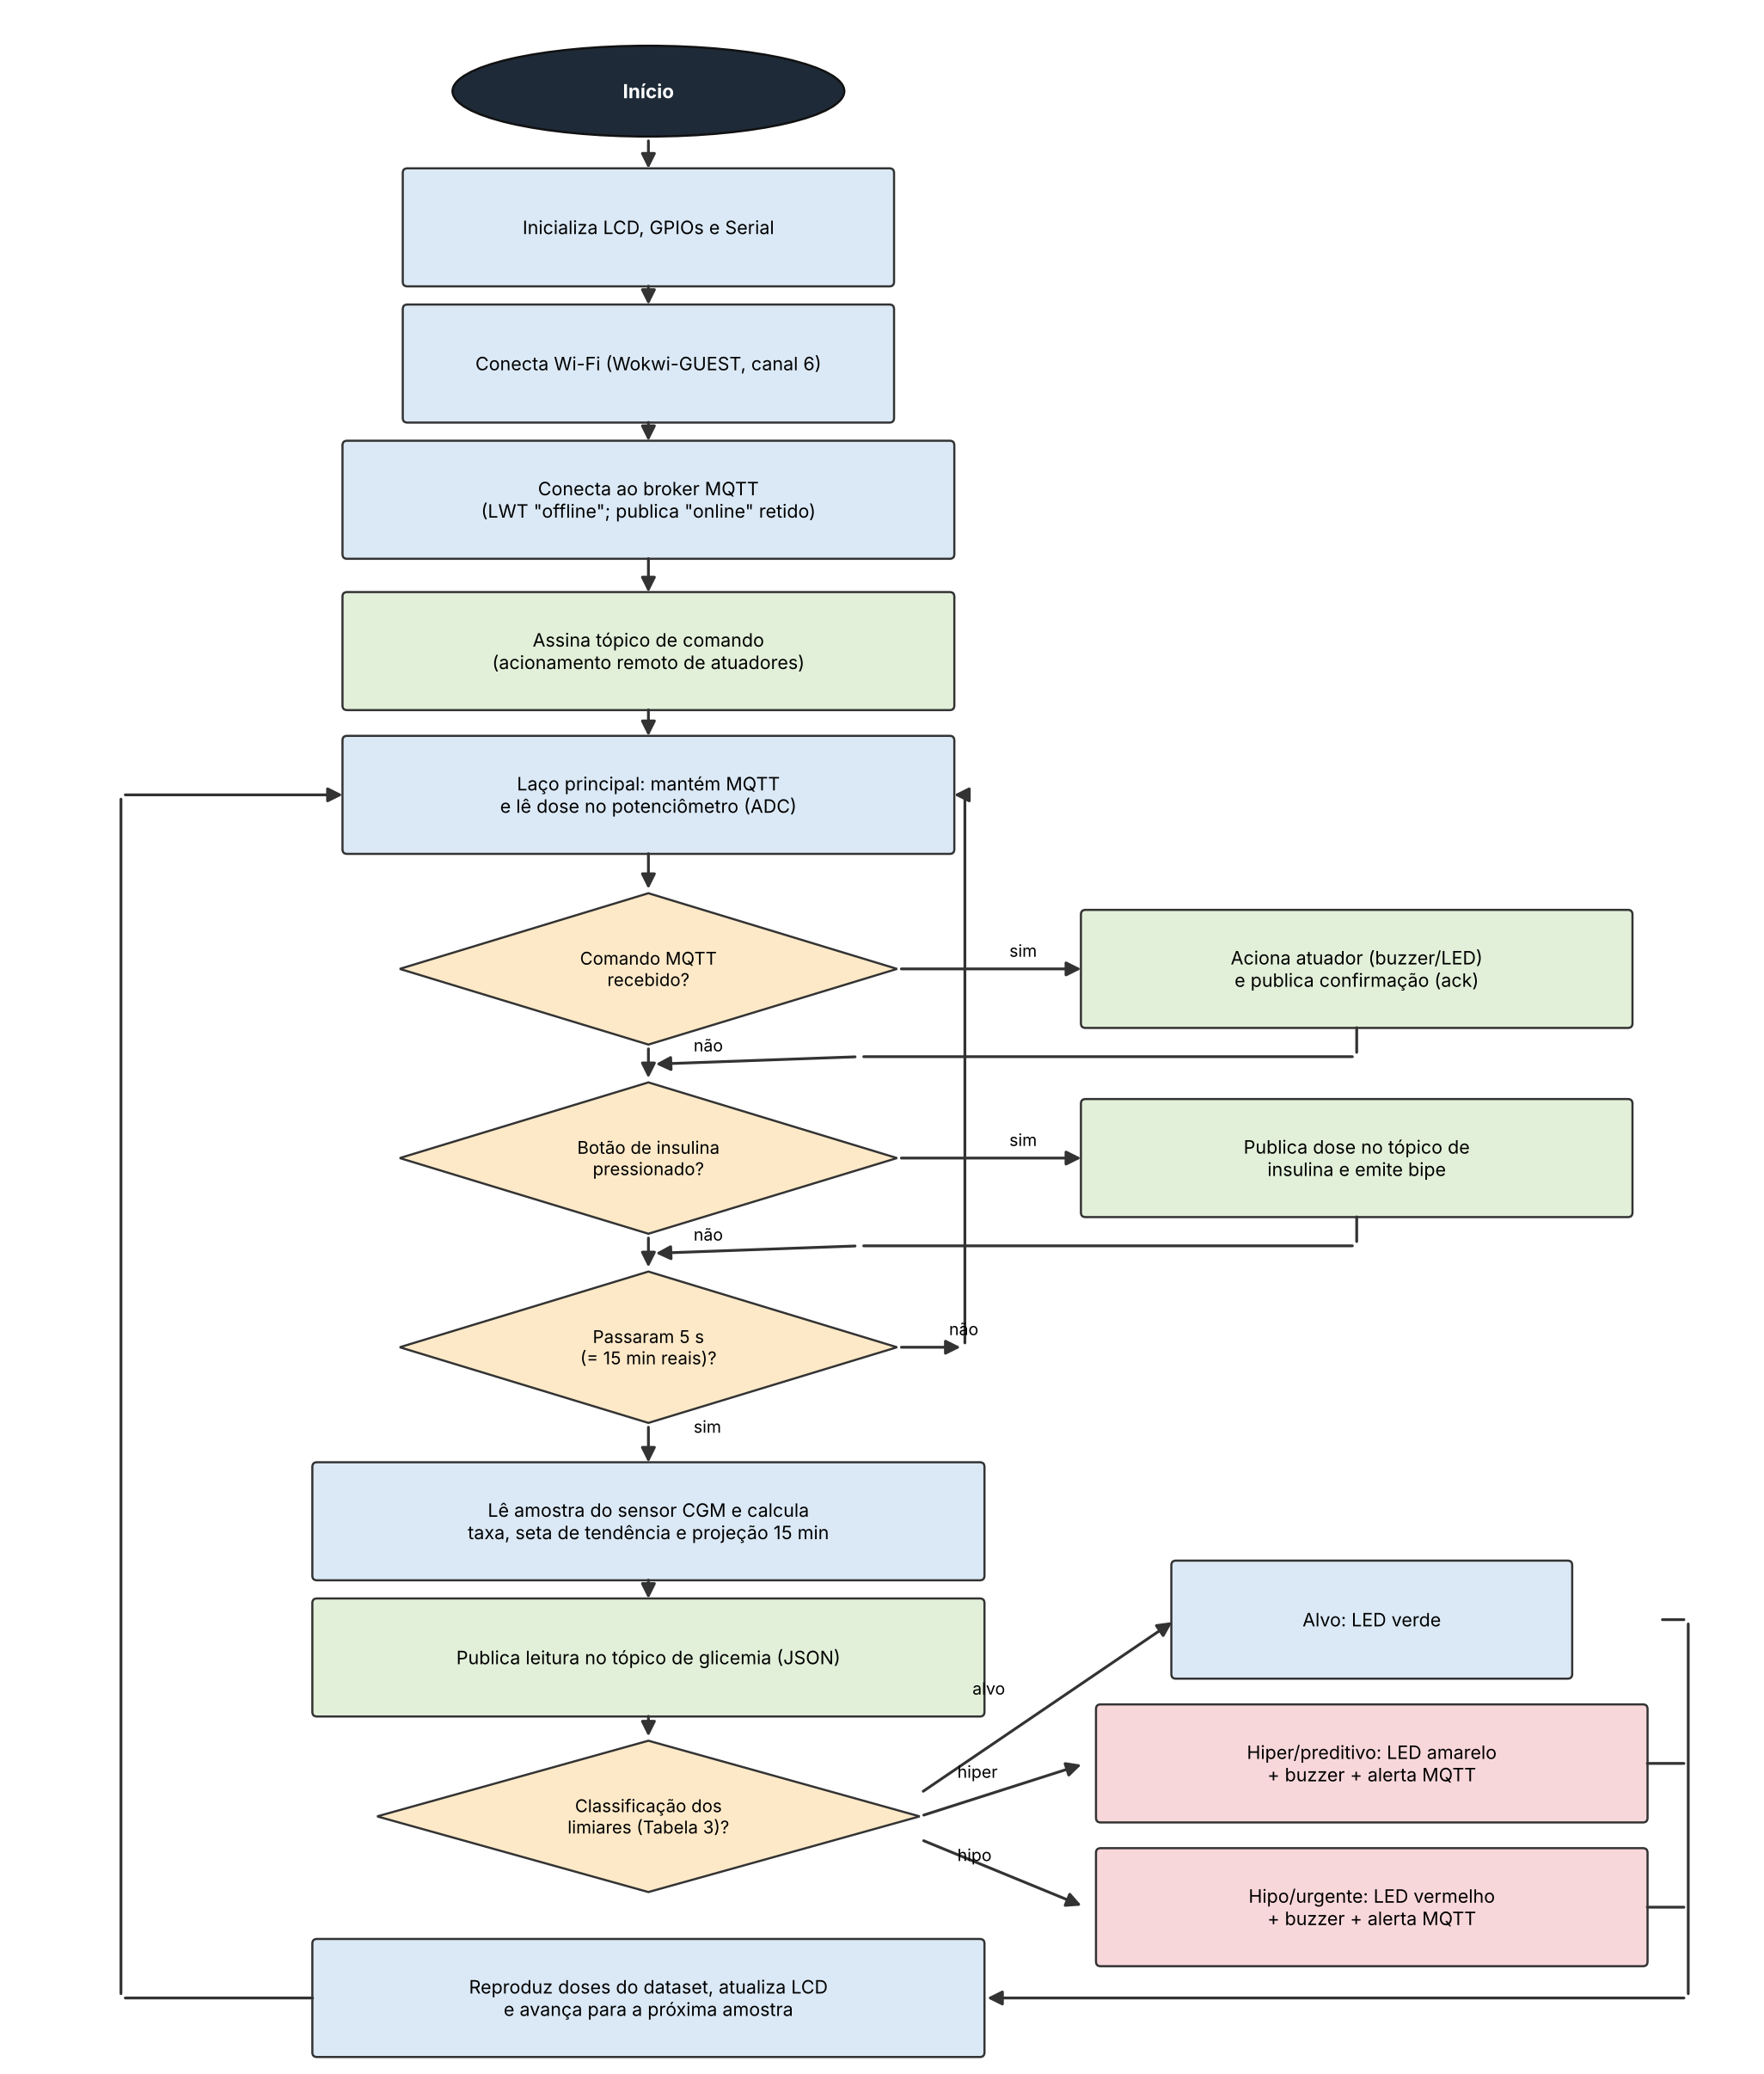 Início
Inicializa LCD, GPIOs e Serial
Conecta Wi-Fi (Wokwi-GUEST, canal 6)
Conecta ao broker MQTT
(LWT "offline"; publica "online" retido)
Assina tópico de comando
(acionamento remoto de atuadores)
Laço principal: mantém MQTT
e lê dose no potenciômetro (ADC)
Comando MQTT
recebido?
sim
Aciona atuador (buzzer/LED)
e publica confirmação (ack)
não
Botão de insulina
pressionado?
sim
Publica dose no tópico de
insulina e emite bipe
não
Passaram 5 s
(= 15 min reais)?
não
sim
Lê amostra do sensor CGM e calcula
taxa, seta de tendência e projeção 15 min
Publica leitura no tópico de glicemia (JSON)
Classificação dos
limiares (Tabela 3)?
alvo
Alvo: LED verde
hiper
Hiper/preditivo: LED amarelo
+ buzzer + alerta MQTT
hipo
Hipo/urgente: LED vermelho
+ buzzer + alerta MQTT
Reproduz doses do dataset, atualiza LCD
e avança para a próxima amostra